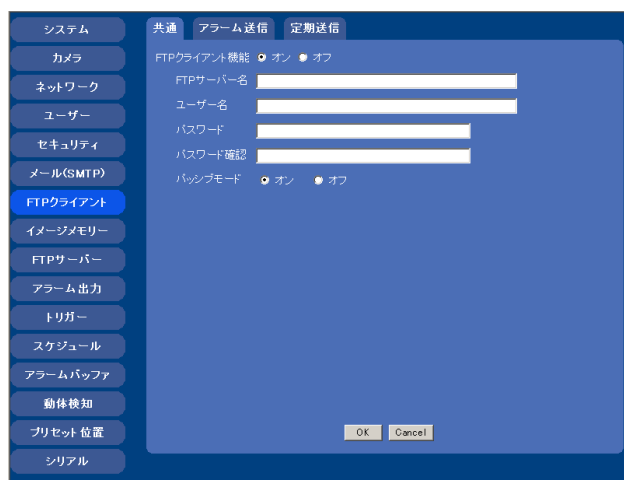 システム
カメラ
ネットワーク
ユーザー
セキュリティ
メール(SMTP)
FTPクライアント
イメージメモリー
FTPサーバー
アラーム出力
トリガー
スケジュール
アラームバッファ
動体検知
プリセット位置
シリアル
共通 アラーム送信 定期送信
FTPクライアント機能 オン オフ
FTPサーバー名
ユーザー名
パスワード
パスワード確認
パッシブモード オン オフ
OK Cancel